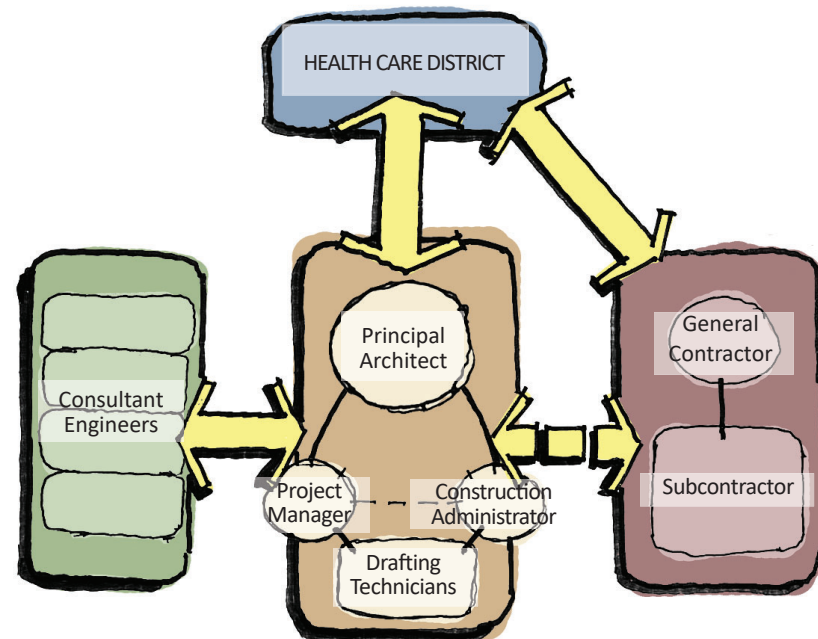 HEALTH CARE DISTRICT
Principal
Architect
General
Contractor
Consultant
Engineers
Project
Manager
Construction
Administrator
Subcontractor
Drafting
Technicians